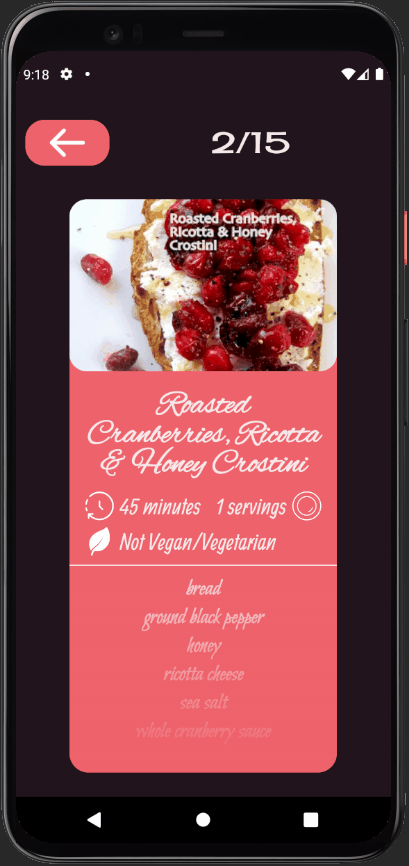 9:18
2/15
Roasted Cranberries,
Ricotta & Honey
Crostini
Roasted
Cranberries, Ricotta
& Honey Crostini
45 minutes 1 servings
Not Vegan/Vegetarian
bread
ground black pepper
honey
ricotta cheese
sea salt
whole cranberry sauce